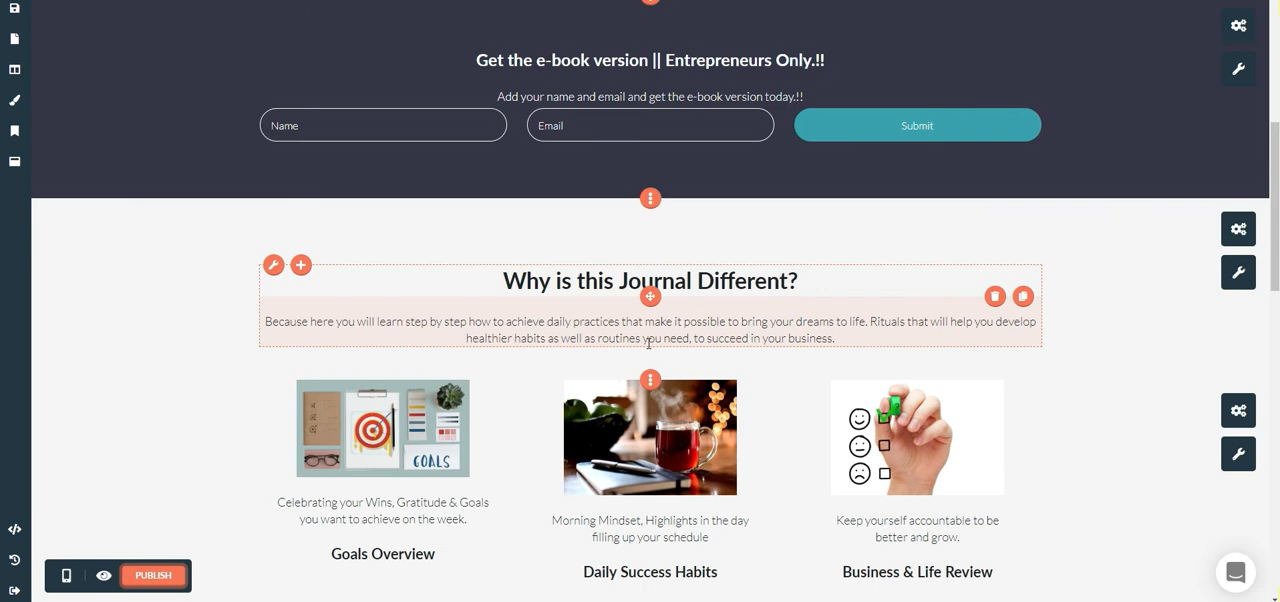 Get the e-book version || Entrepreneurs Only.!!
Add your name and email and get the e-book version today.!!
Name
Email
Submit
Why is this Journal Different?
Because here you will learn step by step how to achieve daily practices that make it possible to bring your dreams to life. Rituals that will help you develop
healthier habits as well as routines you need, to succeed in your business.
GOALS
Celebrating your Wins, Gratitude & Goals
you want to achieve on the week.
Goals Overview
Morning Mindset, Highlights in the day
filling up your schedule
Daily Success Habits
Keep yourself accountable to be
better and grow.
Business & Life Review
PUBLISH